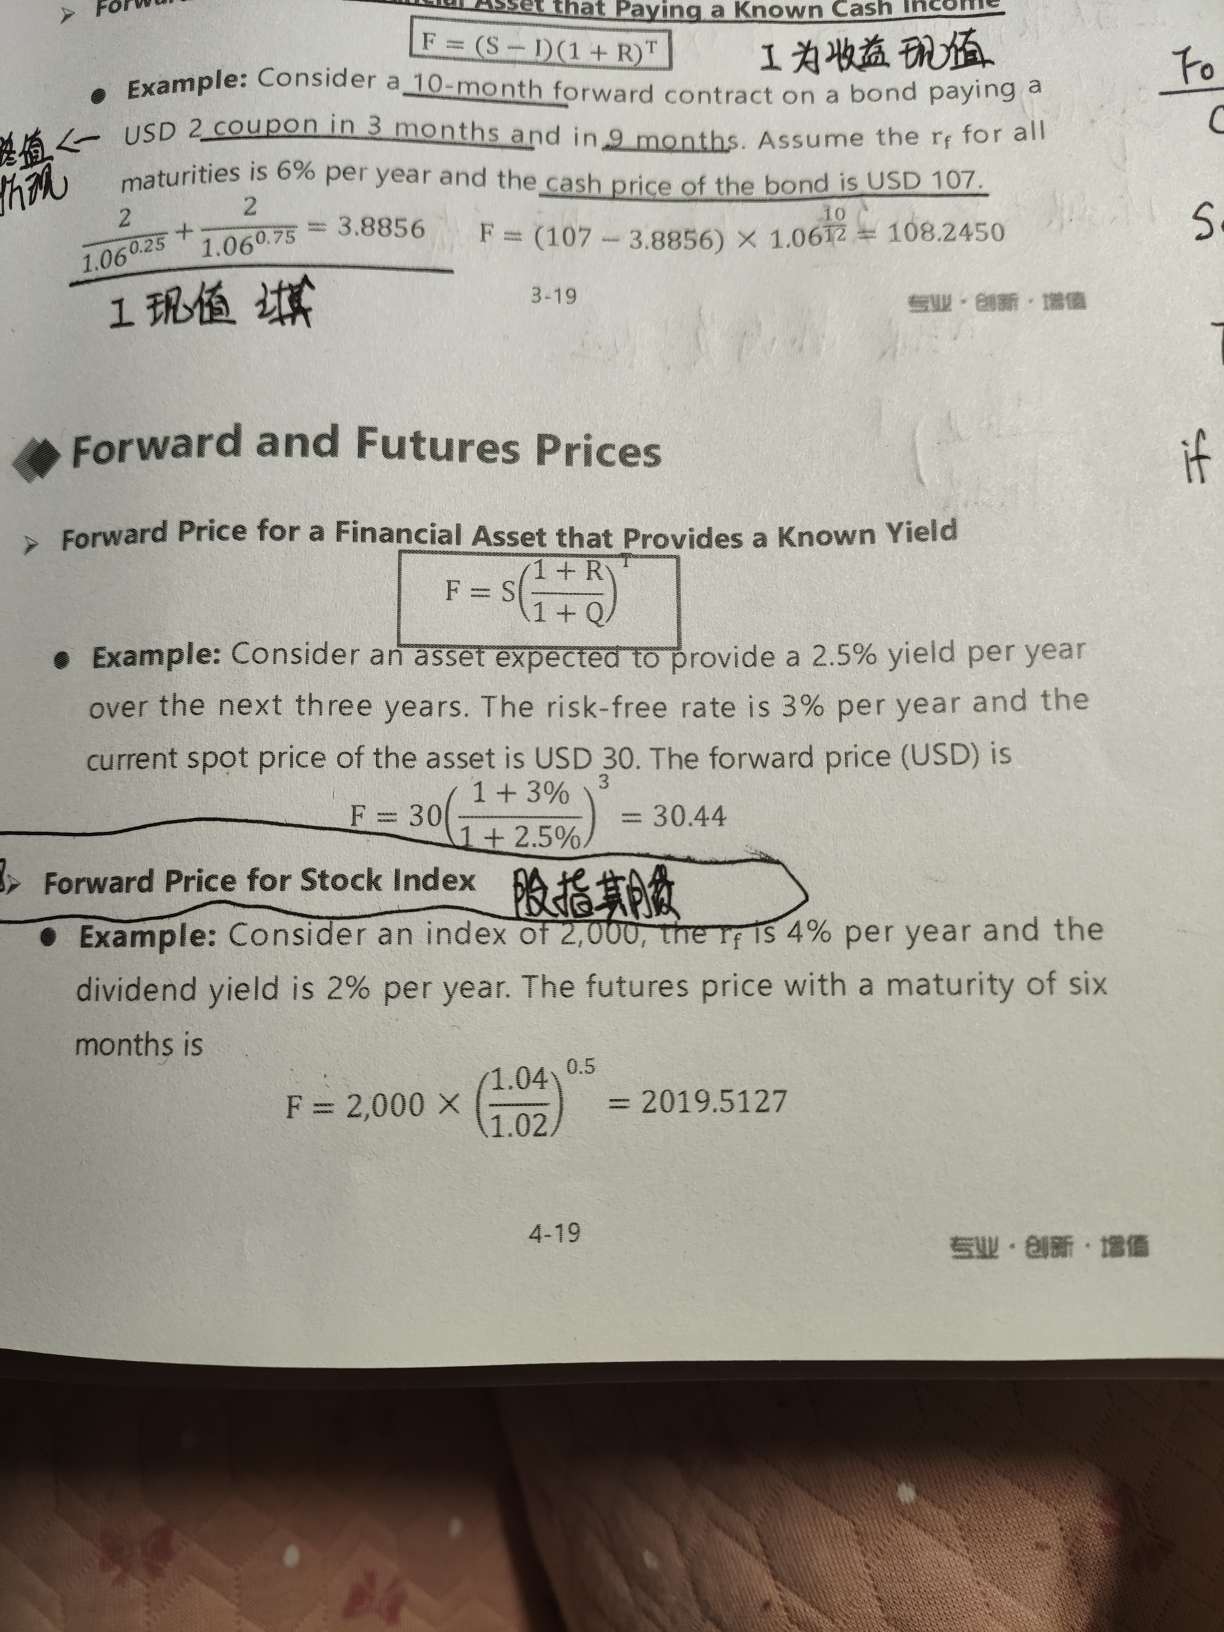 Asset that Paying a Known Cash Income
F = (S − I)(1 + R)^T
I 为收益现值
● Example: Consider a 10-month forward contract on a bond paying a
USD 2 coupon in 3 months and in 9 months. Assume the r_f for all
maturities is 6% per year and the cash price of the bond is USD 107.
2/1.06^0.25 + 2/1.06^0.75 = 3.8856 F = (107 − 3.8856) × 1.06^(10/12) = 108.2450
I 现值 计算
3-19
专业·创新·增值
if
Forward and Futures Prices
➢ Forward Price for a Financial Asset that Provides a Known Yield
F = S((1 + R)/(1 + Q))^T
● Example: Consider an asset expected to provide a 2.5% yield per year
over the next three years. The risk-free rate is 3% per year and the
current spot price of the asset is USD 30. The forward price (USD) is
F = 30((1 + 3%)/(1 + 2.5%))^3 = 30.44
➢ Forward Price for Stock Index 股指期货
● Example: Consider an index of 2,000, the r_f is 4% per year and the
dividend yield is 2% per year. The futures price with a maturity of six
months is
F = 2,000 × (1.04/1.02)^0.5 = 2019.5127
4-19
专业·创新·增值